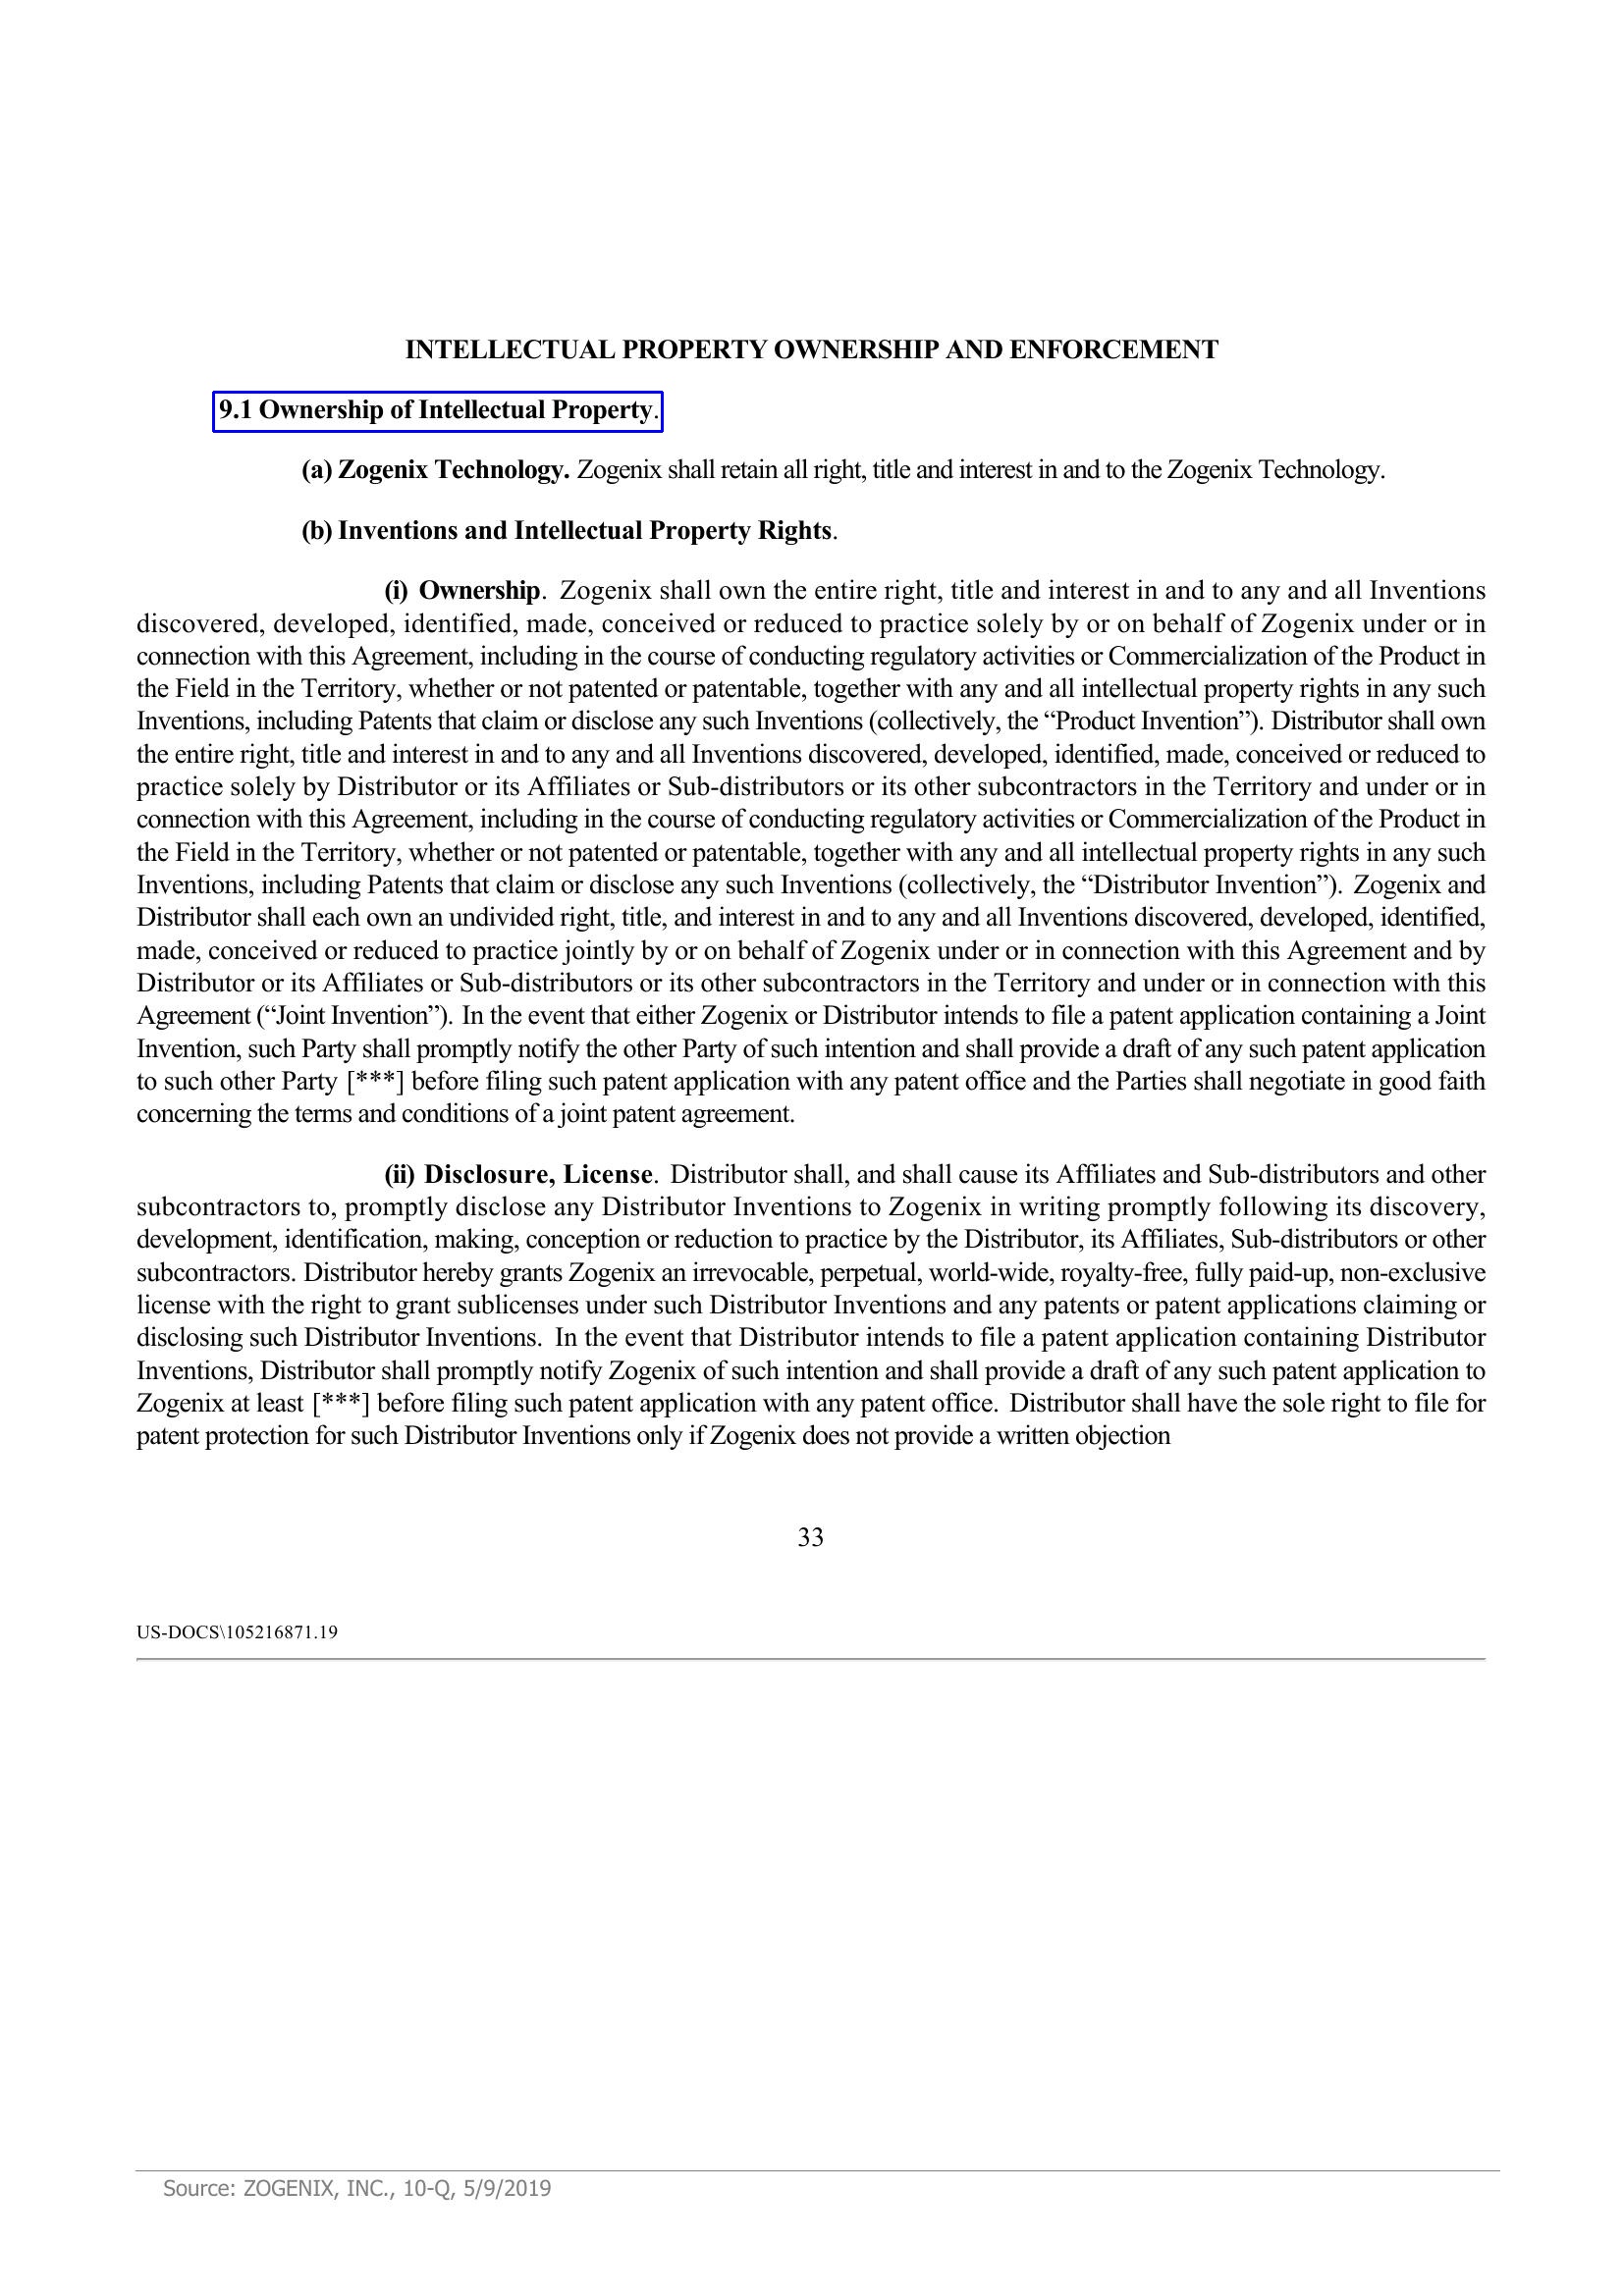 INTELLECTUAL PROPERTY OWNERSHIP AND ENFORCEMENT
9.1 Ownership of Intellectual Property.
(a) Zogenix Technology. Zogenix shall retain all right, title and interest in and to the Zogenix Technology.
(b) Inventions and Intellectual Property Rights.
(i) Ownership. Zogenix shall own the entire right, title and interest in and to any and all Inventions
discovered, developed, identified, made, conceived or reduced to practice solely by or on behalf of Zogenix under or in
connection with this Agreement, including in the course of conducting regulatory activities or Commercialization of the Product in
the Field in the Territory, whether or not patented or patentable, together with any and all intellectual property rights in any such
Inventions, including Patents that claim or disclose any such Inventions (collectively, the “Product Invention”). Distributor shall own
the entire right, title and interest in and to any and all Inventions discovered, developed, identified, made, conceived or reduced to
practice solely by Distributor or its Affiliates or Sub-distributors or its other subcontractors in the Territory and under or in
connection with this Agreement, including in the course of conducting regulatory activities or Commercialization of the Product in
the Field in the Territory, whether or not patented or patentable, together with any and all intellectual property rights in any such
Inventions, including Patents that claim or disclose any such Inventions (collectively, the “Distributor Invention”). Zogenix and
Distributor shall each own an undivided right, title, and interest in and to any and all Inventions discovered, developed, identified,
made, conceived or reduced to practice jointly by or on behalf of Zogenix under or in connection with this Agreement and by
Distributor or its Affiliates or Sub-distributors or its other subcontractors in the Territory and under or in connection with this
Agreement (“Joint Invention”). In the event that either Zogenix or Distributor intends to file a patent application containing a Joint
Invention, such Party shall promptly notify the other Party of such intention and shall provide a draft of any such patent application
to such other Party [***] before filing such patent application with any patent office and the Parties shall negotiate in good faith
concerning the terms and conditions of a joint patent agreement.
(ii) Disclosure, License. Distributor shall, and shall cause its Affiliates and Sub-distributors and other
subcontractors to, promptly disclose any Distributor Inventions to Zogenix in writing promptly following its discovery,
development, identification, making, conception or reduction to practice by the Distributor, its Affiliates, Sub-distributors or other
subcontractors. Distributor hereby grants Zogenix an irrevocable, perpetual, world-wide, royalty-free, fully paid-up, non-exclusive
license with the right to grant sublicenses under such Distributor Inventions and any patents or patent applications claiming or
disclosing such Distributor Inventions. In the event that Distributor intends to file a patent application containing Distributor
Inventions, Distributor shall promptly notify Zogenix of such intention and shall provide a draft of any such patent application to
Zogenix at least [***] before filing such patent application with any patent office. Distributor shall have the sole right to file for
patent protection for such Distributor Inventions only if Zogenix does not provide a written objection
33
US-DOCS\105216871.19
Source: ZOGENIX, INC., 10-Q, 5/9/2019